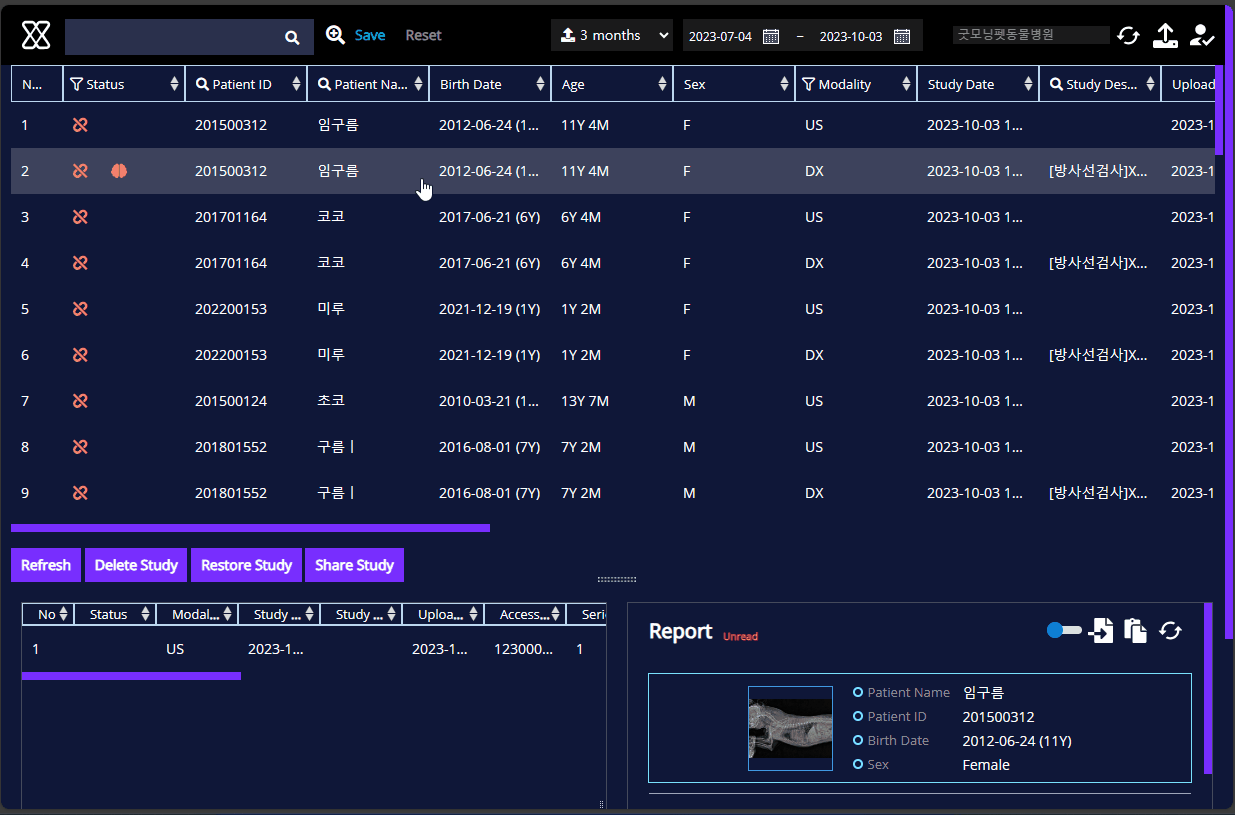 Save Reset 3 months 2023-07-04 – 2023-10-03 굿모닝펫동물병원
N... Status Patient ID Patient Na... Birth Date Age Sex Modality Study Date Study Des... Upload
1 201500312 임구름 2012-06-24 (1... 11Y 4M F US 2023-10-03 1... 2023-1
2 201500312 임구름 2012-06-24 (1... 11Y 4M F DX 2023-10-03 1... [방사선검사]X... 2023-1
3 201701164 코코 2017-06-21 (6Y) 6Y 4M F US 2023-10-03 1... 2023-1
4 201701164 코코 2017-06-21 (6Y) 6Y 4M F DX 2023-10-03 1... [방사선검사]X... 2023-1
5 202200153 미루 2021-12-19 (1Y) 1Y 2M F US 2023-10-03 1... 2023-1
6 202200153 미루 2021-12-19 (1Y) 1Y 2M F DX 2023-10-03 1... [방사선검사]X... 2023-1
7 201500124 초코 2010-03-21 (1... 13Y 7M M US 2023-10-03 1... 2023-1
8 201801552 구름ㅣ 2016-08-01 (7Y) 7Y 2M M US 2023-10-03 1... 2023-1
9 201801552 구름ㅣ 2016-08-01 (7Y) 7Y 2M M DX 2023-10-03 1... [방사선검사]X... 2023-1
Refresh Delete Study Restore Study Share Study
No Status Modal... Study ... Study ... Uploa... Access... Seri
1 US 2023-1... 2023-1... 123000... 1
Report Unread
Patient Name 임구름
Patient ID 201500312
Birth Date 2012-06-24 (11Y)
Sex Female